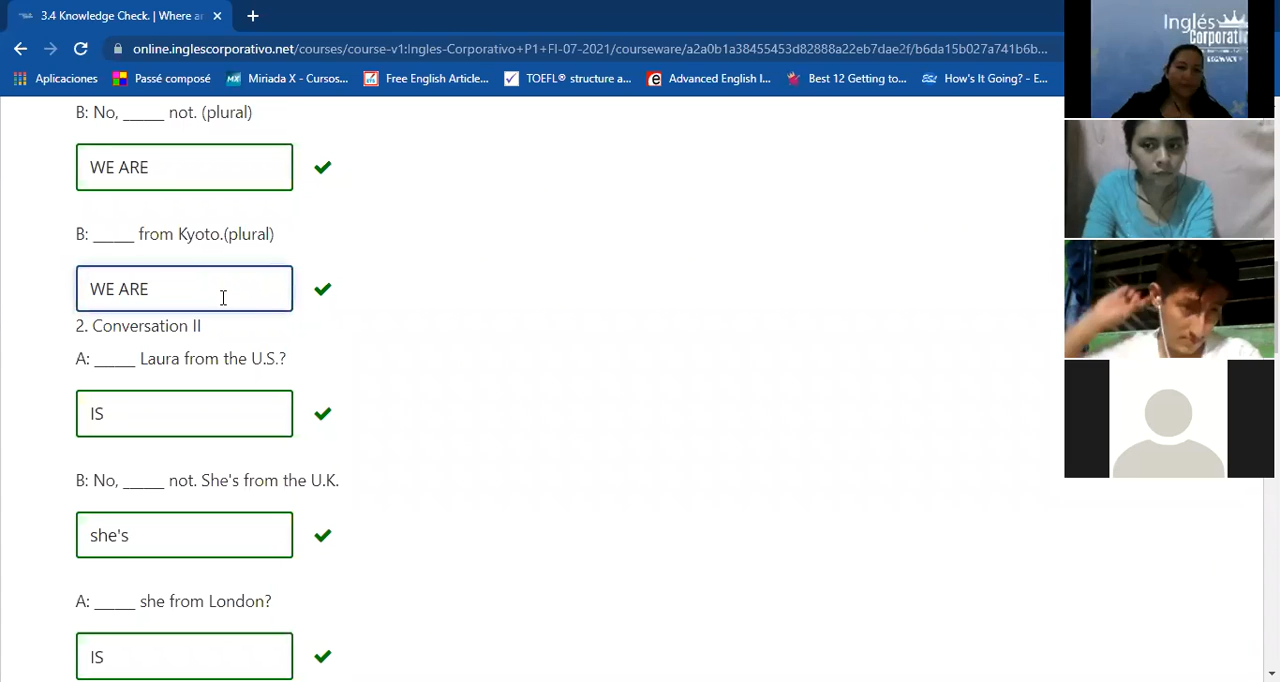 3.4 Knowledge Check. | Where ar
online.inglescorporativo.net/courses/course-v1:Ingles-Corporativo+P1+FI-07-2021/courseware/a2a0b1a38455453d82888a22eb7dae2f/b6da15b027a741b6b...
Aplicaciones
Passé composé
Miriada X - Cursos...
Free English Article...
TOEFL® structure a...
Advanced English l...
Best 12 Getting to...
How's It Going? - E...
B: No, _____ not. (plural)
WE ARE
B: _____ from Kyoto.(plural)
WE ARE
2. Conversation II
A: _____ Laura from the U.S.?
IS
B: No, _____ not. She's from the U.K.
she's
A: _____ she from London?
IS
Inglés
Corporativo